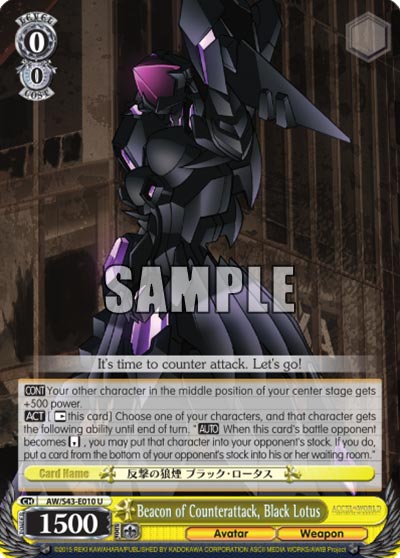 LEVEL
0
0
COST
SAMPLE
It's time to counter attack. Let's go!
CONT Your other character in the middle position of your center stage gets
+500 power.
ACT [ this card] Choose one of your characters, and that character gets
the following ability until end of turn. "AUTO When this card's battle opponent
becomes [ ], you may put that character into your opponent's stock. If you do,
put a card from the bottom of your opponent's stock into his or her waiting room."
Card Name 反撃の狼煙 ブラック・ロータス
CH AW/S43-E010 U Beacon of Counterattack, Black Lotus ACCEL WORLD
POWER 1500 Avatar Weapon
©2015 REKI KAWAHARA/PUBLISHED BY KADOKAWA CORPORATION ASCII MEDIA WORKS/AWIB Project